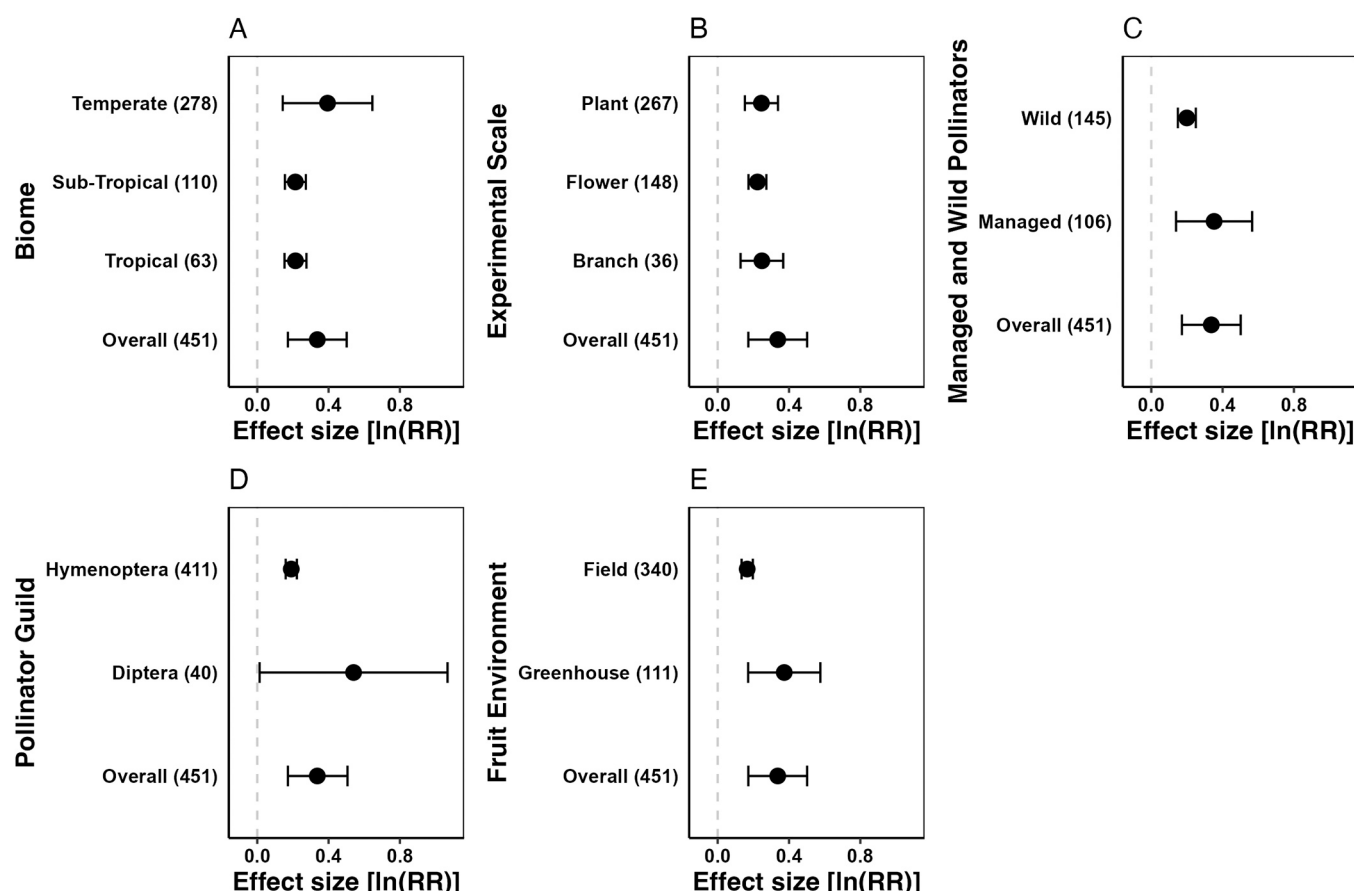 A
Biome
Temperate (278)
Sub-Tropical (110)
Tropical (63)
Overall (451)
0.0 0.4 0.8
Effect size [ln(RR)]
B
Experimental Scale
Plant (267)
Flower (148)
Branch (36)
Overall (451)
0.0 0.4 0.8
Effect size [ln(RR)]
C
Managed and Wild Pollinators
Wild (145)
Managed (106)
Overall (451)
0.0 0.4 0.8
Effect size [ln(RR)]
D
Pollinator Guild
Hymenoptera (411)
Diptera (40)
Overall (451)
0.0 0.4 0.8
Effect size [ln(RR)]
E
Fruit Environment
Field (340)
Greenhouse (111)
Overall (451)
0.0 0.4 0.8
Effect size [ln(RR)]